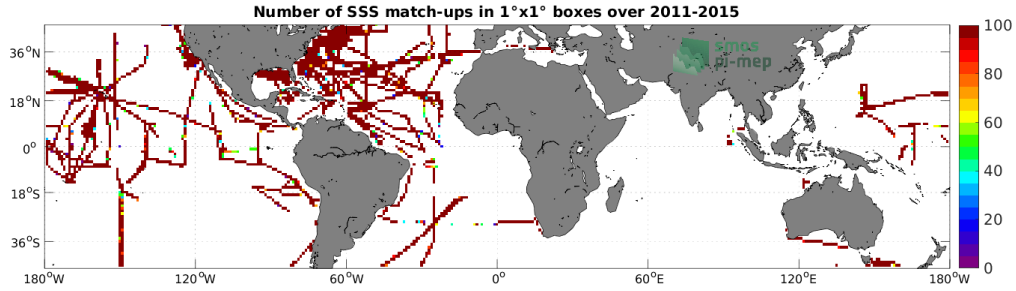 Number of SSS match-ups in 1°x1° boxes over 2011-2015
36°N
18°N
0°
18°S
36°S
180°W
120°W
60°W
0°
60°E
120°E
180°W
smos
pi-mep
100
80
60
40
20
0